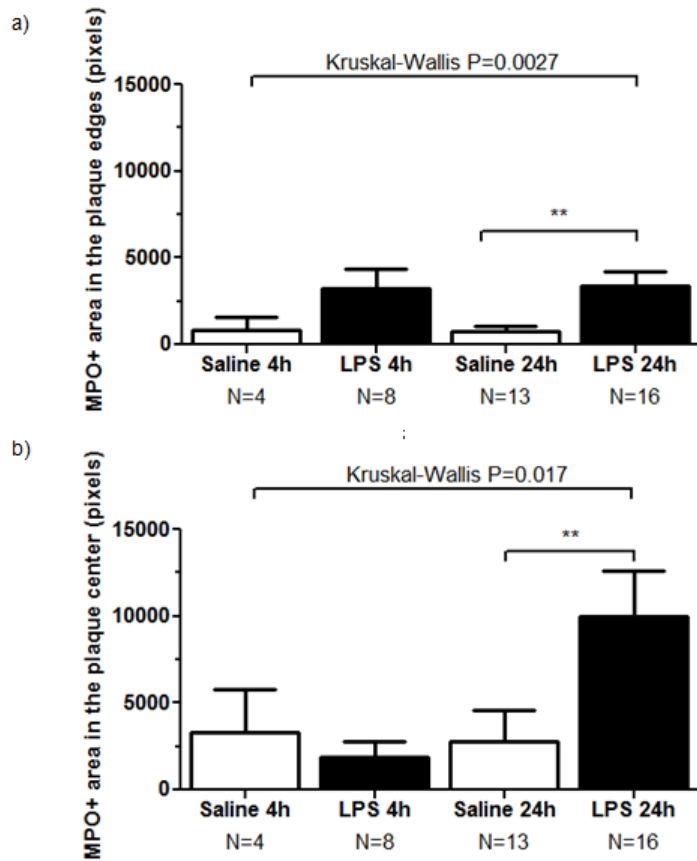 a)
Kruskal-Wallis P=0.0027
MPO+ area in the plaque edges (pixels)
15000
10000
5000
0
**
Saline 4h LPS 4h Saline 24h LPS 24h
N=4 N=8 N=13 N=16
;
b)
Kruskal-Wallis P=0.017
MPO+ area in the plaque center (pixels)
15000
10000
5000
0
**
Saline 4h LPS 4h Saline 24h LPS 24h
N=4 N=8 N=13 N=16